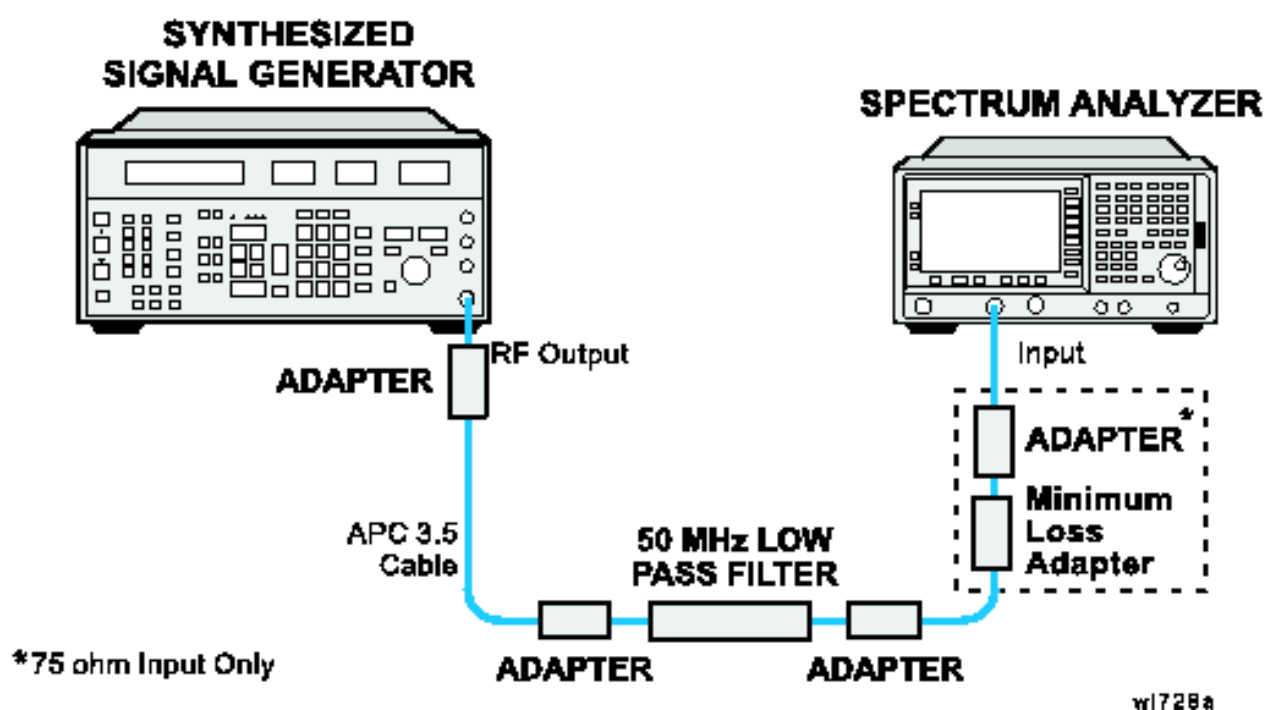 SYNTHESIZED
SIGNAL GENERATOR
SPECTRUM ANALYZER
RF Output
Input
ADAPTER
ADAPTER*
Minimum
Loss
Adapter
APC 3.5
Cable
50 MHz LOW
PASS FILTER
ADAPTER
ADAPTER
*75 ohm Input Only
wl728a